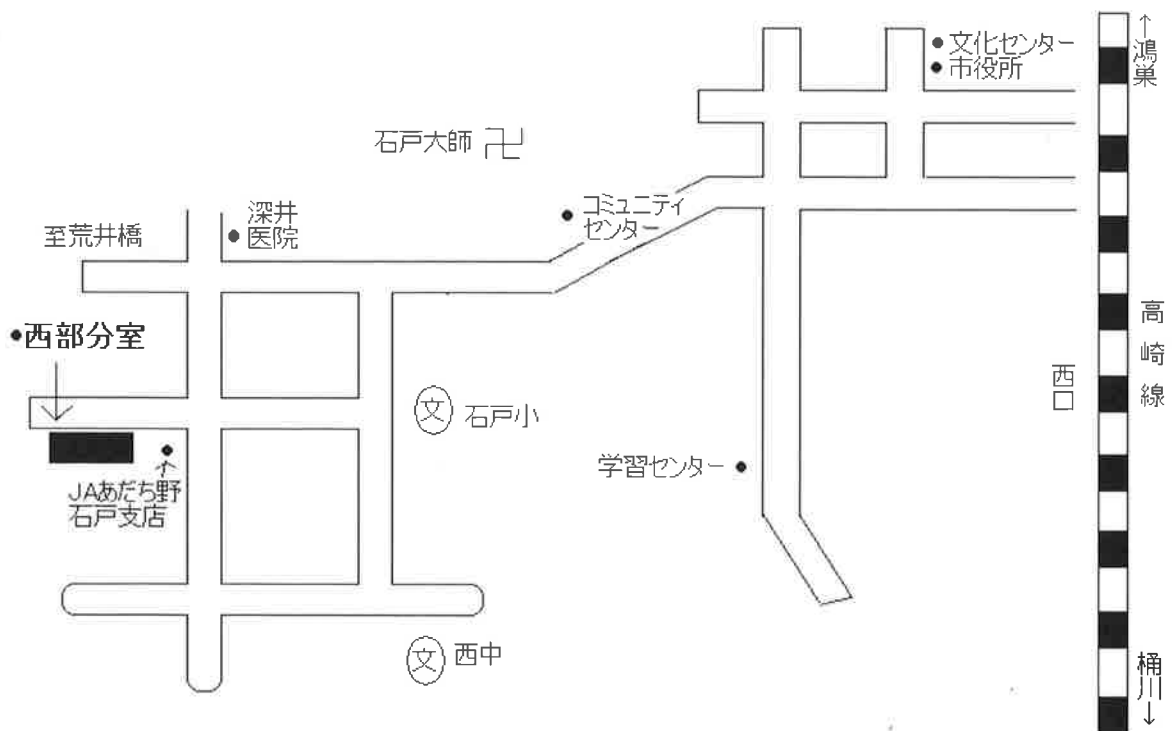 ↑鴻巣
●文化センター
●市役所
石戸大師 卍
●コミュニティ
センター
●深井
医院
至荒井橋
●西部分室
高崎線
西口
文 石戸小
学習センター●
JAあだち野
石戸支店
文 西中
桶川↓